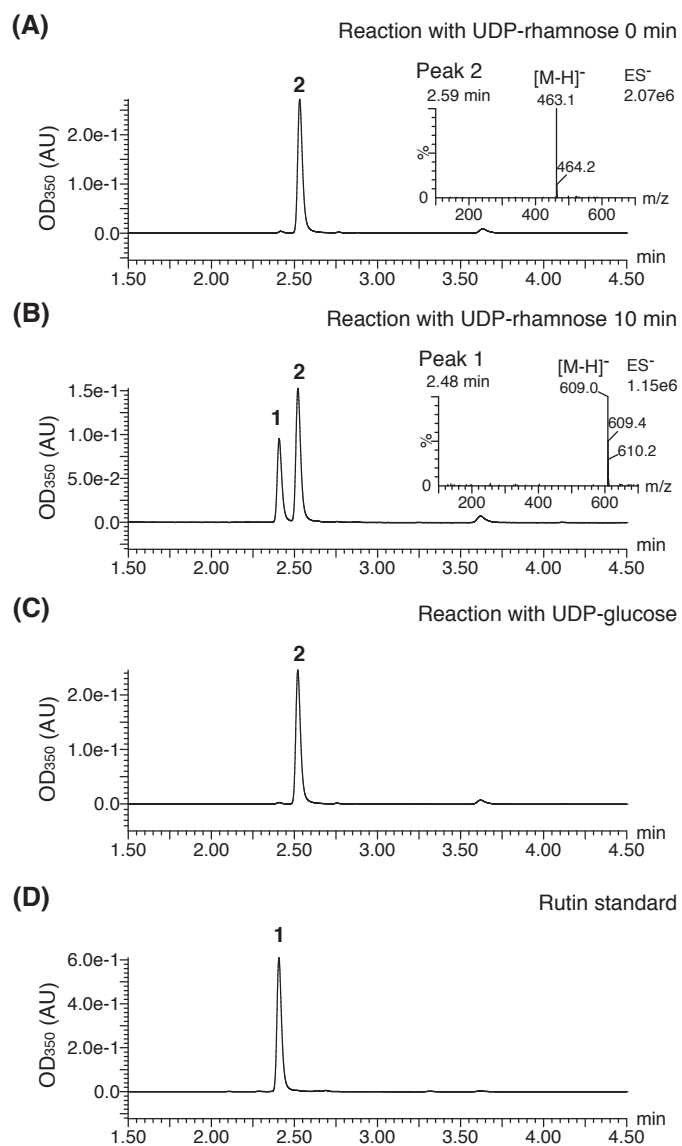 (A)
Reaction with UDP-rhamnose 0 min
2
Peak 2
[M-H]-
ES-
2.59 min
463.1
2.07e6
464.2
%
0
200 400 600 m/z
OD350 (AU)
2.0e-1
1.0e-1
0.0
1.50 2.00 2.50 3.00 3.50 4.00 4.50
min
(B)
Reaction with UDP-rhamnose 10 min
1
2
Peak 1
[M-H]-
ES-
2.48 min
609.0
1.15e6
609.4
610.2
%
0
200 400 600 m/z
OD350 (AU)
1.5e-1
1.0e-1
5.0e-2
0.0
1.50 2.00 2.50 3.00 3.50 4.00 4.50
min
(C)
Reaction with UDP-glucose
2
OD350 (AU)
2.0e-1
1.0e-1
0.0
1.50 2.00 2.50 3.00 3.50 4.00 4.50
min
(D)
Rutin standard
1
OD350 (AU)
6.0e-1
4.0e-1
2.0e-1
0.0
1.50 2.00 2.50 3.00 3.50 4.00 4.50
min